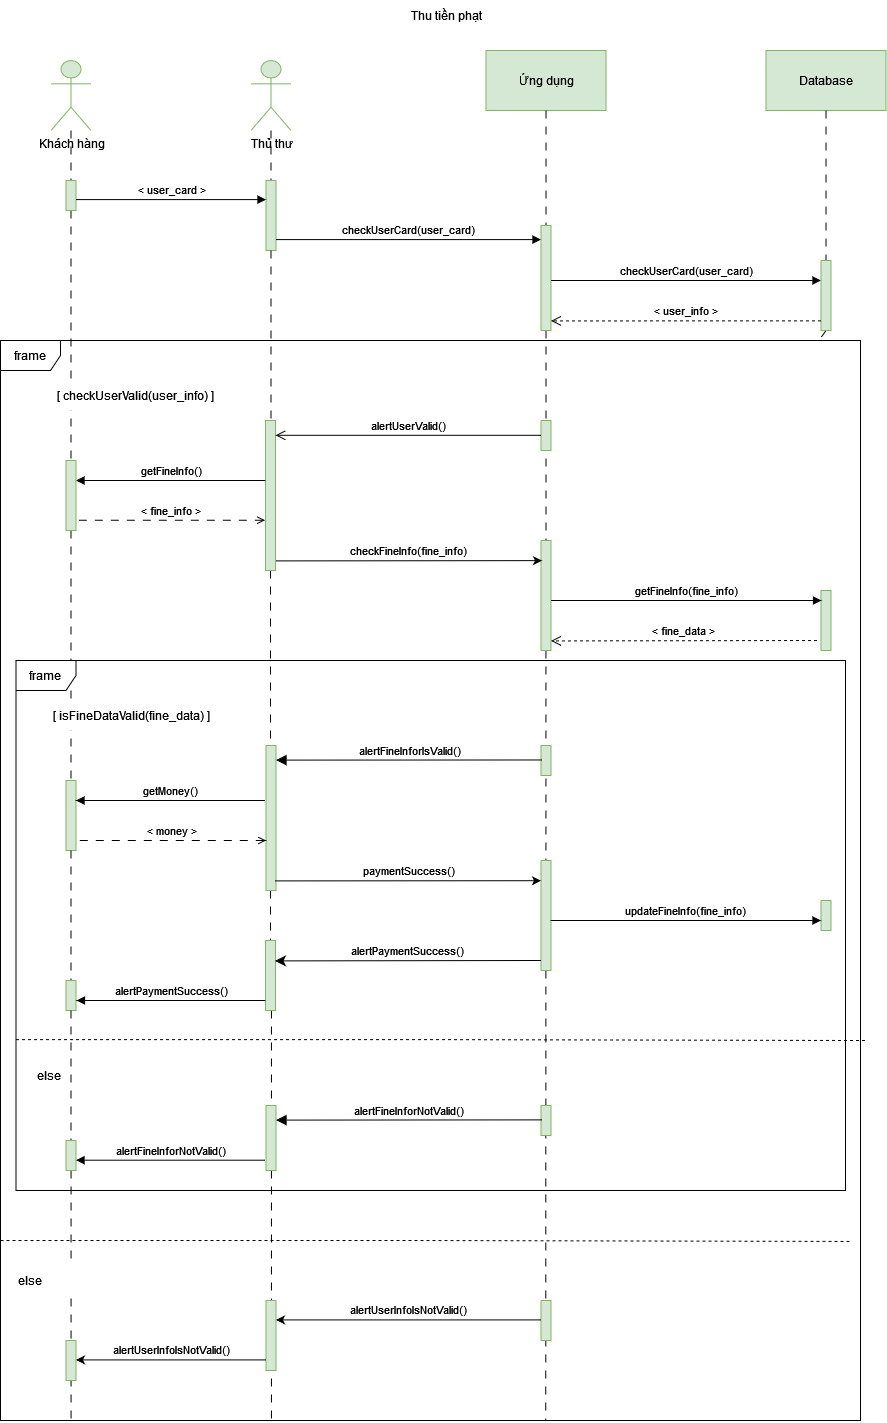 Thu tiền phạt
Ứng dụng
Database
Khách hàng
Thủ thư
< user_card >
checkUserCard(user_card)
checkUserCard(user_card)
< user_info >
frame
[ checkUserValid(user_info) ]
alertUserValid()
getFineInfo()
< fine_info >
checkFineInfo(fine_info)
getFineInfo(fine_info)
< fine_data >
frame
[ isFineDataValid(fine_data) ]
alertFineInforIsValid()
getMoney()
< money >
paymentSuccess()
updateFineInfo(fine_info)
alertPaymentSuccess()
alertPaymentSuccess()
else
alertFineInforNotValid()
alertFineInforNotValid()
else
alertUserInfoIsNotValid()
alertUserInfoIsNotValid()